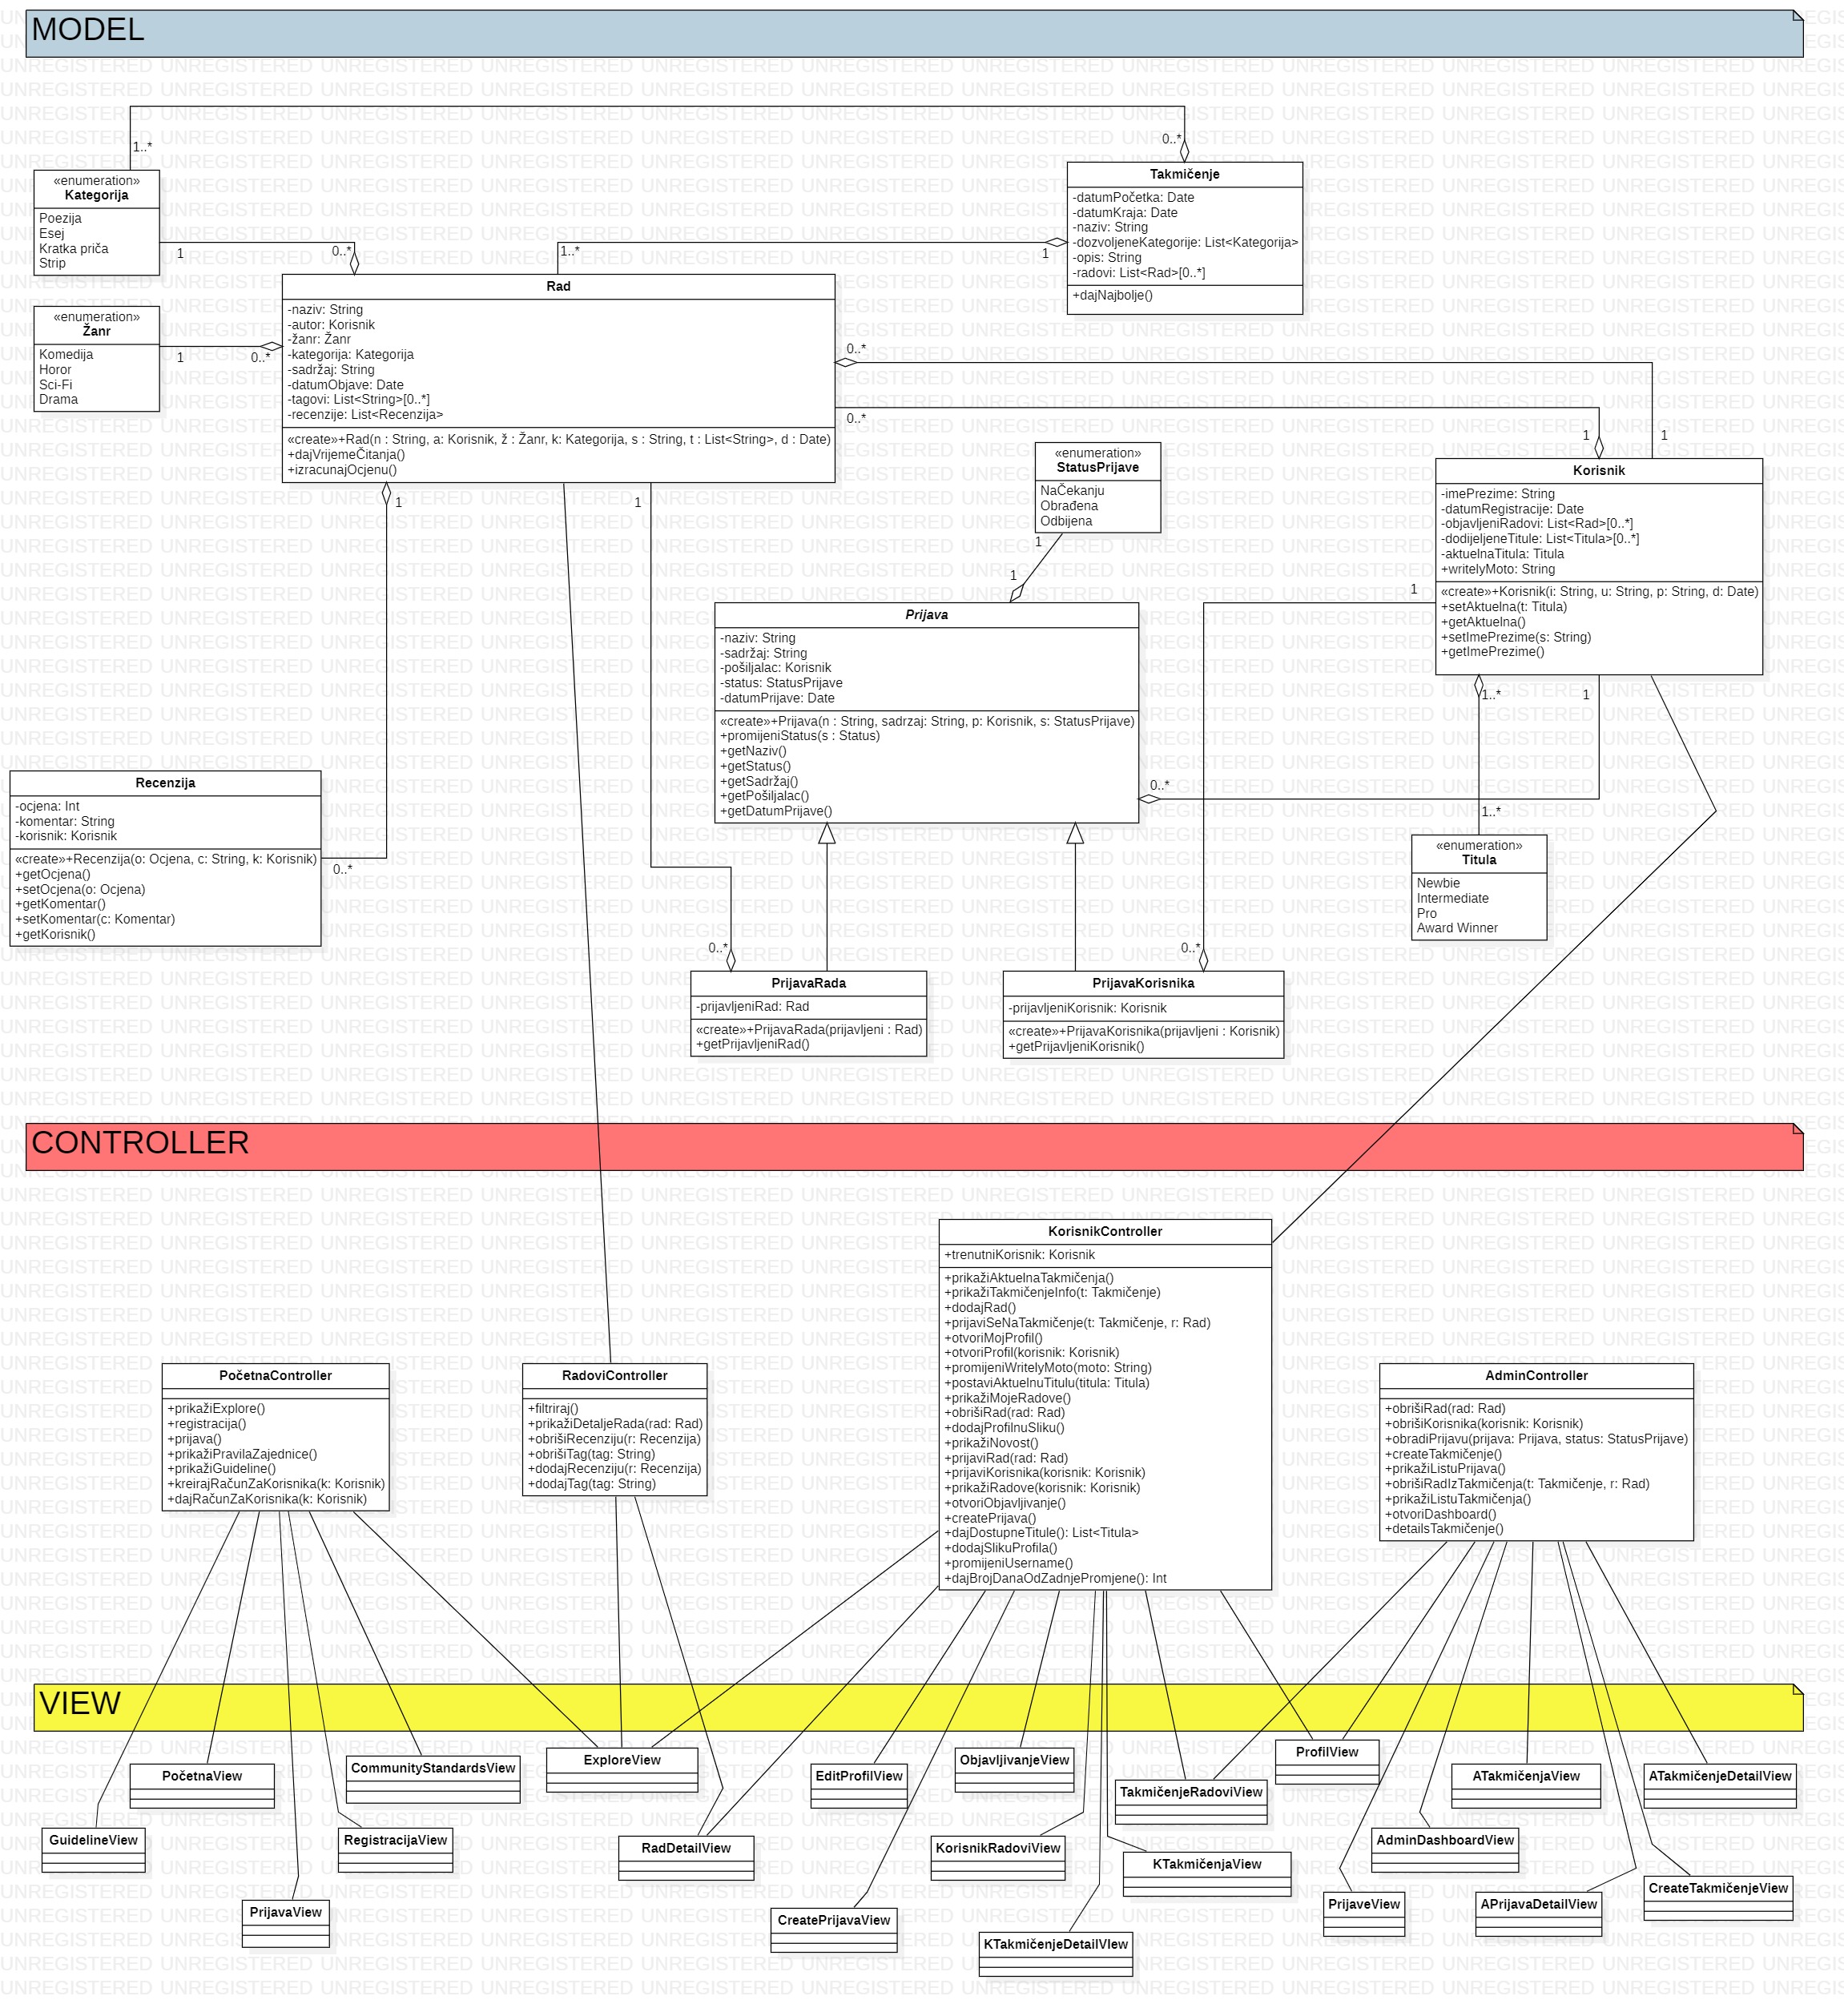 MODEL
1..*
0..*
«enumeration»
Kategorija
Poezija
Esej
Kratka priča
Strip
1
0..*
1..*
1
Takmičenje
-datumPočetka: Date
-datumKraja: Date
-naziv: String
-dozvoljeneKategorije: List<Kategorija>
-opis: String
-radovi: List<Rad>[0..*]
+dajNajbolje()
«enumeration»
Žanr
Komedija
Horor
Sci-Fi
Drama
1
0..*
Rad
-naziv: String
-autor: Korisnik
-žanr: Žanr
-kategorija: Kategorija
-sadržaj: String
-datumObjave: Date
-tagovi: List<String>[0..*]
-recenzije: List<Recenzija>
«create»+Rad(n : String, a: Korisnik, ž : Žanr, k: Kategorija, s : String, t : List<String>, d : Date)
+dajVrijemeČitanja()
+izracunajOcjenu()
0..*
0..*
1
1
1
1
«enumeration»
StatusPrijave
NaČekanju
Obrađena
Odbijena
1
1
Korisnik
-imePrezime: String
-datumRegistracije: Date
-objavljeniRadovi: List<Rad>[0..*]
-dodijeljeneTitule: List<Titula>[0..*]
-aktuelnaTitula: Titula
+writelyMoto: String
«create»+Korisnik(i: String, u: String, p: String, d: Date)
+setAktuelna(t: Titula)
+getAktuelna()
+setImePrezime(s: String)
+getImePrezime()
1
1..*
1
Prijava
-naziv: String
-sadržaj: String
-pošiljalac: Korisnik
-status: StatusPrijave
-datumPrijave: Date
«create»+Prijava(n : String, sadrzaj: String, p: Korisnik, s: StatusPrijave)
+promijeniStatus(s : Status)
+getNaziv()
+getStatus()
+getSadržaj()
+getPošiljalac()
+getDatumPrijave()
0..*
1..*
Recenzija
-ocjena: Int
-komentar: String
-korisnik: Korisnik
«create»+Recenzija(o: Ocjena, c: String, k: Korisnik)
+getOcjena()
+setOcjena(o: Ocjena)
+getKomentar()
+setKomentar(c: Komentar)
+getKorisnik()
0..*
«enumeration»
Titula
Newbie
Intermediate
Pro
Award Winner
0..*
0..*
PrijavaRada
-prijavljeniRad: Rad
«create»+PrijavaRada(prijavljeni : Rad)
+getPrijavljeniRad()
PrijavaKorisnika
-prijavljeniKorisnik: Korisnik
«create»+PrijavaKorisnika(prijavljeni : Korisnik)
+getPrijavljeniKorisnik()
CONTROLLER
PočetnaController
+prikažiExplore()
+registracija()
+prijava()
+prikažiPravilaZajednice()
+prikažiGuideline()
+kreirajRačunZaKorisnika(k: Korisnik)
+dajRačunZaKorisnika(k: Korisnik)
RadoviController
+filtriraj()
+prikažiDetaljeRada(rad: Rad)
+obrišiRecenziju(r: Recenzija)
+obrišiTag(tag: String)
+dodajRecenziju(r: Recenzija)
+dodajTag(tag: String)
KorisnikController
+trenutniKorisnik: Korisnik
+prikažiAktuelnaTakmičenja()
+prikažiTakmičenjeInfo(t: Takmičenje)
+dodajRad()
+prijaviSeNaTakmičenje(t: Takmičenje, r: Rad)
+otvoriMojProfil()
+otvoriProfil(korisnik: Korisnik)
+promijeniWritelyMoto(moto: String)
+postaviAktuelnuTitulu(titula: Titula)
+prikažiMojeRadove()
+obrišiRad(rad: Rad)
+dodajProfilnuSliku()
+prikažiNovost()
+prijaviRad(rad: Rad)
+prijaviKorisnika(korisnik: Korisnik)
+prikažiRadove(korisnik: Korisnik)
+otvoriObjavljivanje()
+createPrijava()
+dajDostupneTitule(): List<Titula>
+dodajSlikuProfila()
+promijeniUsername()
+dajBrojDanaOdZadnjePromjene(): Int
AdminController
+obrišiRad(rad: Rad)
+obrišiKorisnika(korisnik: Korisnik)
+obradiPrijavu(prijava: Prijava, status: StatusPrijave)
+createTakmičenje()
+prikažiListuPrijava()
+obrišiRadIzTakmičenja(t: Takmičenje, r: Rad)
+prikažiListuTakmičenja()
+otvoriDashboard()
+detailsTakmičenje()
VIEW
PočetnaView
CommunityStandardsView
ExploreView
EditProfilView
ObjavljivanjeView
TakmičenjeRadoviView
ProfilView
ATakmičenjaView
ATakmičenjeDetailView
GuidelineView
RegistracijaView
RadDetailView
KorisnikRadoviView
KTakmičenjaView
AdminDashboardView
PrijavaView
CreatePrijavaView
KTakmičenjeDetailVIew
PrijaveView
APrijavaDetailView
CreateTakmičenjeView